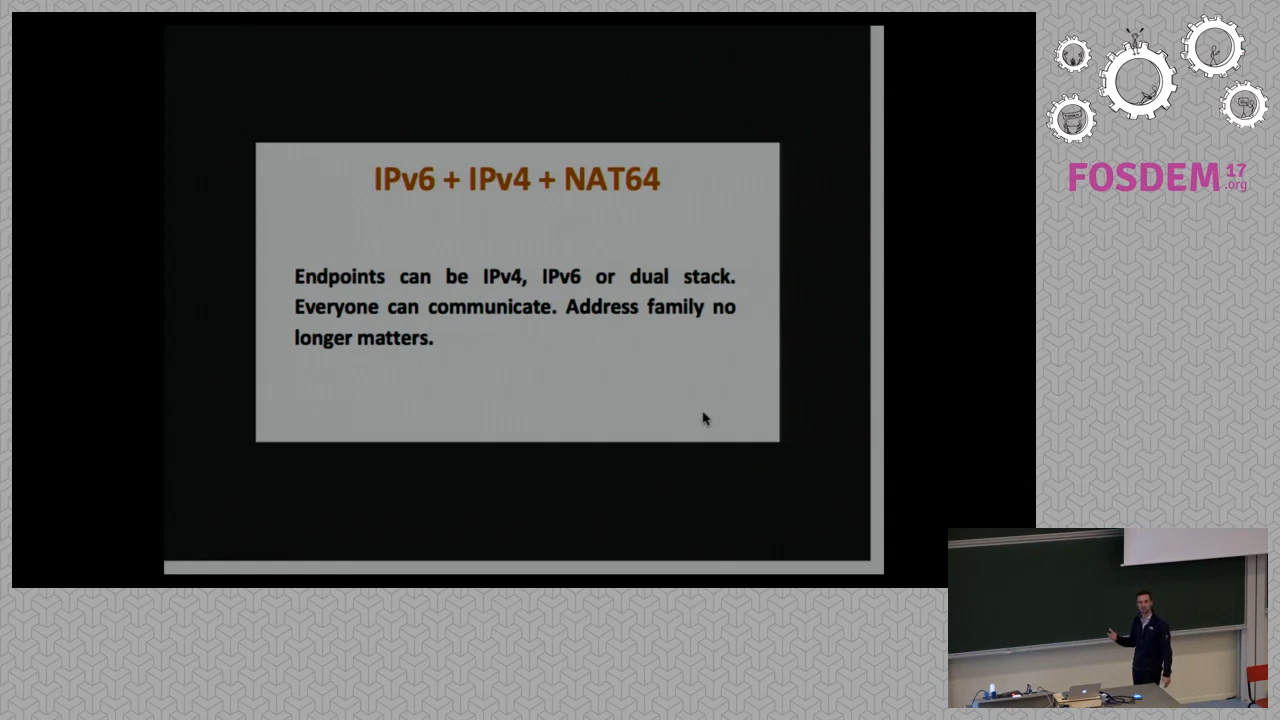 IPv6 + IPv4 + NAT64
Endpoints can be IPv4, IPv6 or dual stack.
Everyone can communicate. Address family no
longer matters.
FOSDEM 17
.org